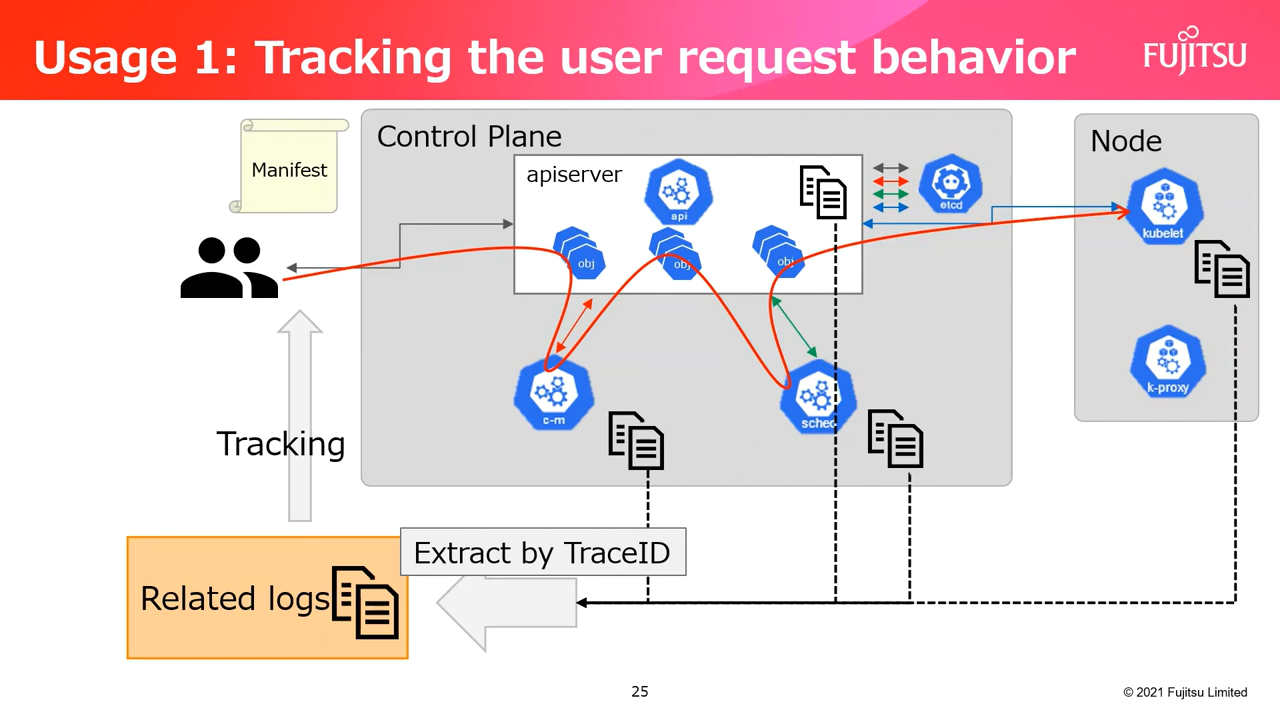 Usage 1: Tracking the user request behavior
FUJITSU
Manifest
Control Plane
apiserver
api
etcd
obj
obj
obj
c-m
sched
Node
kubelet
k-proxy
Tracking
Extract by TraceID
Related logs
25
© 2021 Fujitsu Limited